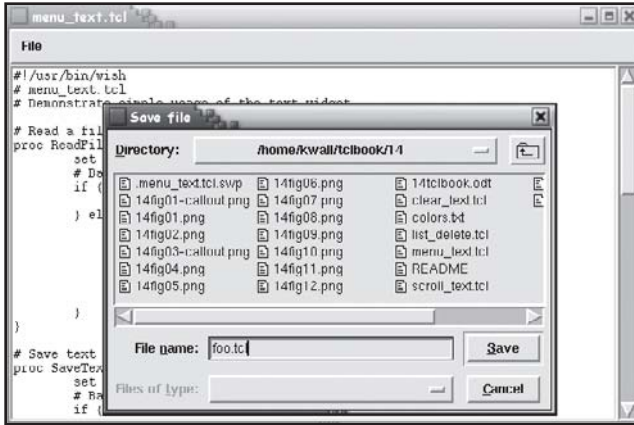 menu_text.tcl
File
#!/usr/bin/wish
# menu_text.tcl
# Demonstrate simple usage of the text widget
# Read a fil
proc ReadFil
set
# Da
if (
} el
}
}
# Save text
proc SaveTex
set
# Ba
if (
Save file
Directory: /home/kwall/tclbook/14
.menu_text.tcl.swp 14fig06.png 14tclbook.odt
14fig01-callout.png 14fig07.png clear_text.tcl
14fig01.png 14fig08.png colors.txt
14fig02.png 14fig09.png list_delete.tcl
14fig03-callout.png 14fig10.png menu_text.tcl
14fig04.png 14fig11.png README
14fig05.png 14fig12.png scroll_text.tcl
File name: foo.tcl Save
Files of type: Cancel